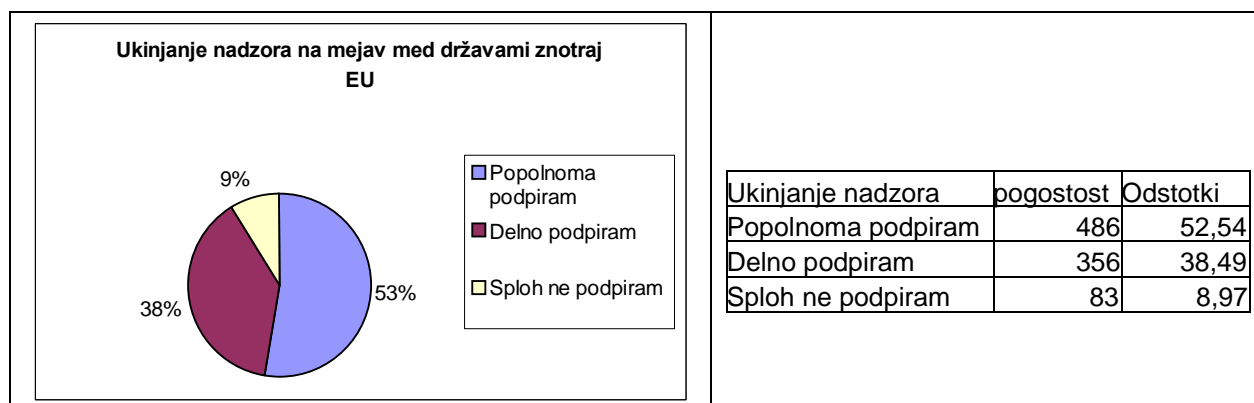 Ukinjanje nadzora na mejav med državami znotraj
EU
9%
38%
53%
Popolnoma
podpiram
Delno podpiram
Sploh ne podpiram
Ukinjanje nadzora pogostost Odstotki
Popolnoma podpiram 486 52,54
Delno podpiram 356 38,49
Sploh ne podpiram 83 8,97